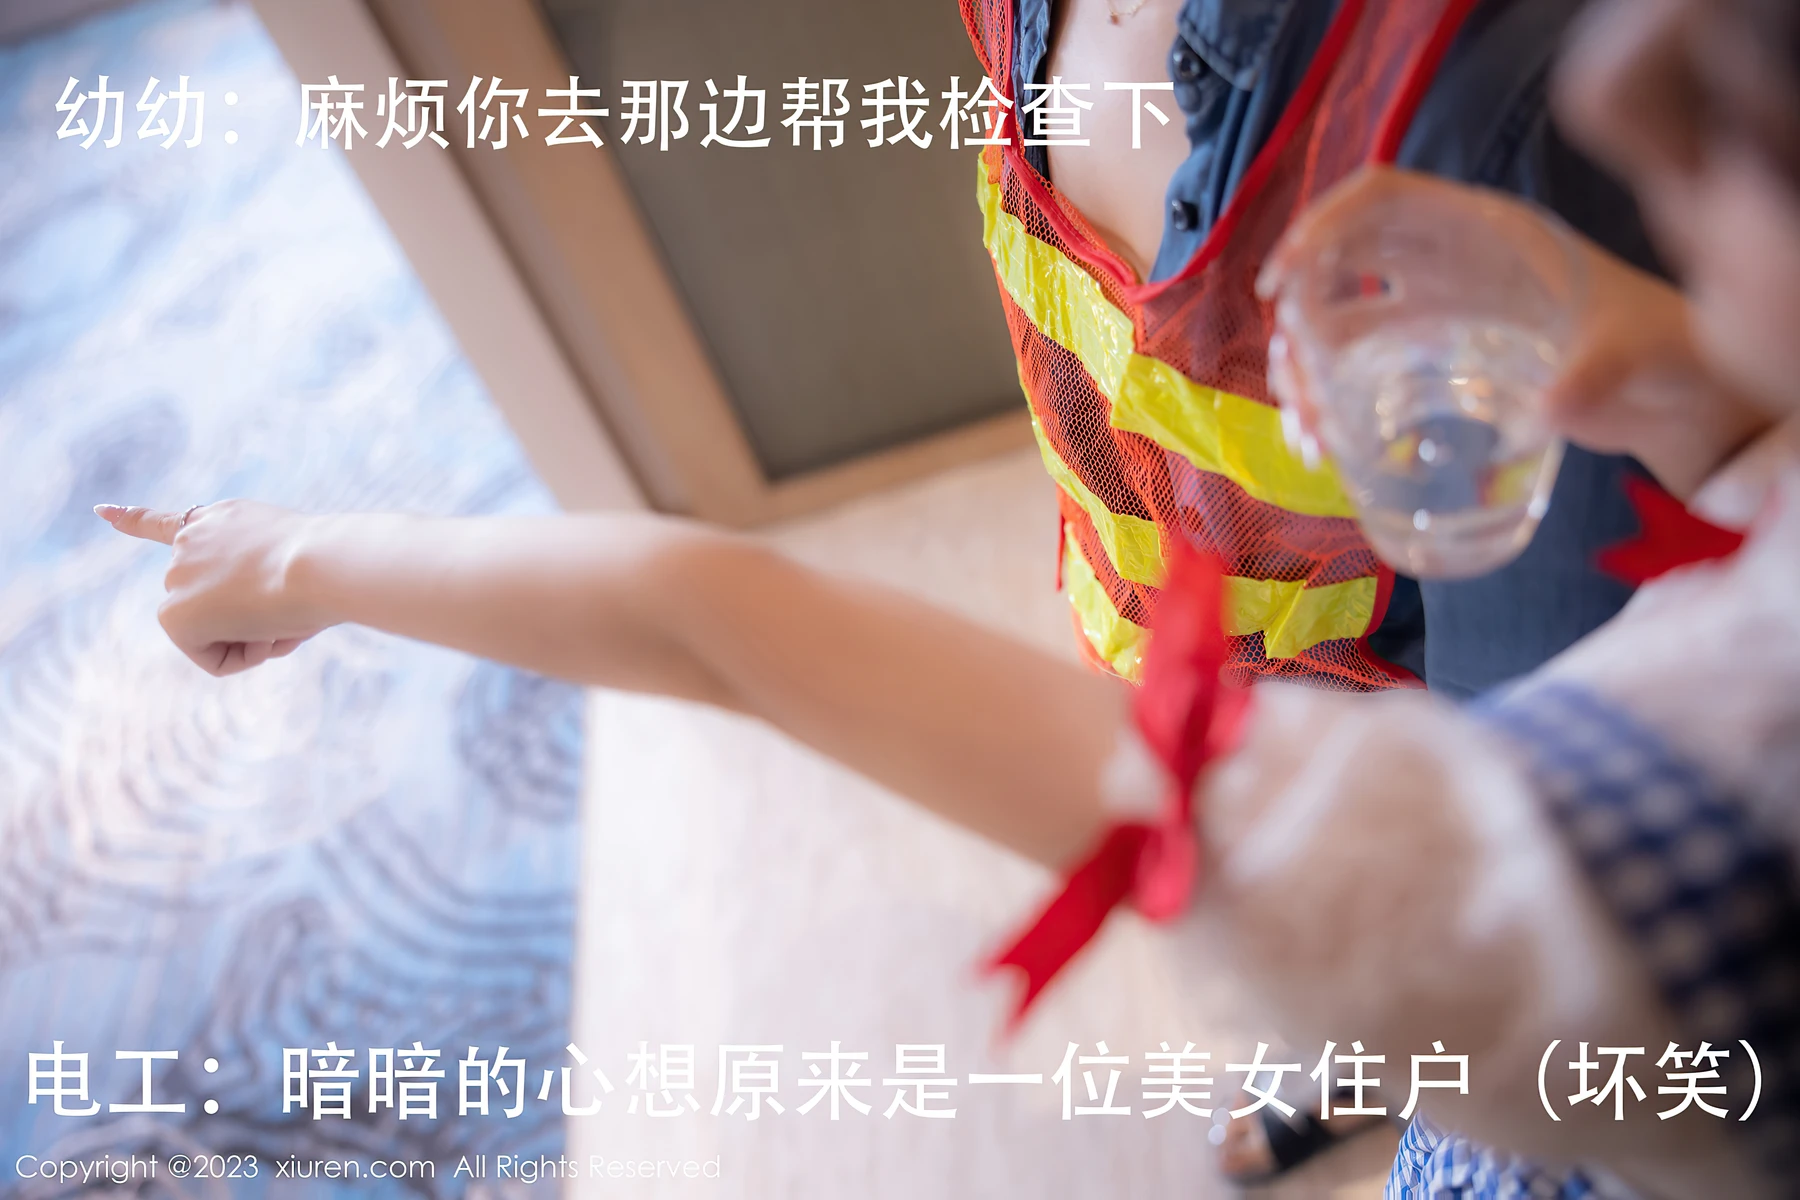 幼幼：麻烦你去那边帮我检查下
电工：暗暗的心想原来是一位美女住户（坏笑）
Copyright @2023 xiuren.com All Rights Reserved